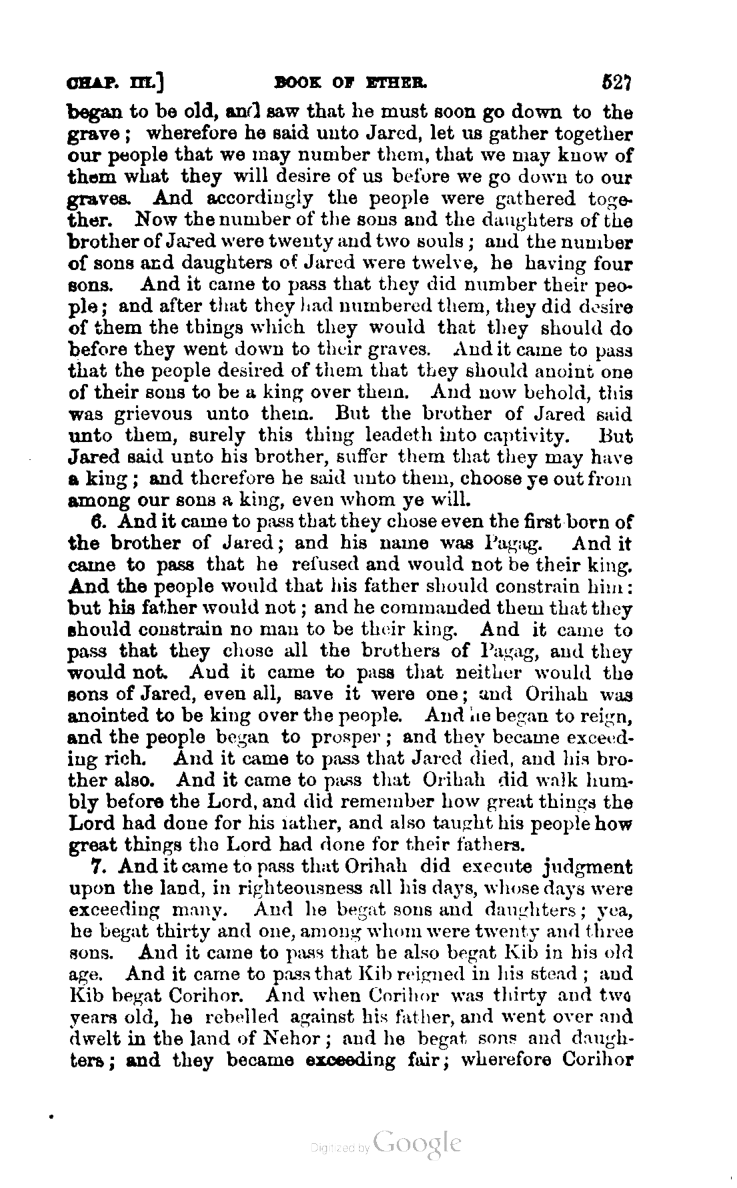 CHAP. III.] BOOK OF ETHER. 527
began to be old, and saw that he must soon go down to the
grave; wherefore he said unto Jared, let us gather together
our people that we may number them, that we may know of
them what they will desire of us before we go down to our
graves. And accordingly the people were gathered toge-
ther. Now the number of the sons and the daughters of the
brother of Jared were twenty and two souls; and the number
of sons and daughters of Jared were twelve, he having four
sons. And it came to pass that they did number their peo-
ple; and after that they had numbered them, they did desire
of them the things which they would that they should do
before they went down to their graves. And it came to pass
that the people desired of them that they should anoint one
of their sons to be a king over them. And now behold, this
was grievous unto them. But the brother of Jared said
unto them, surely this thing leadeth into captivity. But
Jared said unto his brother, suffer them that they may have
a king; and therefore he said unto them, choose ye out from
among our sons a king, even whom ye will.
6. And it came to pass that they chose even the first born of
the brother of Jared; and his name was Pagag. And it
came to pass that he refused and would not be their king.
And the people would that his father should constrain him:
but his father would not; and he commanded them that they
should constrain no man to be their king. And it came to
pass that they chose all the brothers of Pagag, and they
would not. And it came to pass that neither would the
sons of Jared, even all, save it were one; and Orihah was
anointed to be king over the people. And he began to reign,
and the people began to prosper; and they became exceed-
ing rich. And it came to pass that Jared died, and his bro-
ther also. And it came to pass that Orihah did walk hum-
bly before the Lord, and did remember how great things the
Lord had done for his father, and also taught his people how
great things the Lord had done for their fathers.
7. And it came to pass that Orihah did execute judgment
upon the land, in righteousness all his days, whose days were
exceeding many. And he begat sons and daughters; yea,
he begat thirty and one, among whom were twenty and three
sons. And it came to pass that he also begat Kib in his old
age. And it came to pass that Kib reigned in his stead; and
Kib begat Corihor. And when Corihor was thirty and two
years old, he rebelled against his father, and went over and
dwelt in the land of Nehor; and he begat sons and daugh-
ters; and they became exceeding fair; wherefore Corihor
Digitized by Google